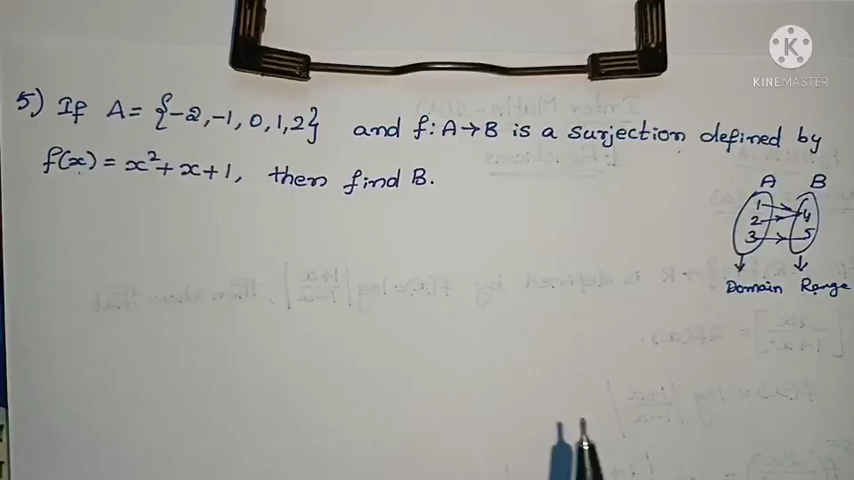 KINEMASTER
5) If A = {-2, -1, 0, 1, 2} and f: A→B is a surjection defined by
f(x) = x² + x + 1, then find B.
A B
1 4
2 5
3
Domain Range